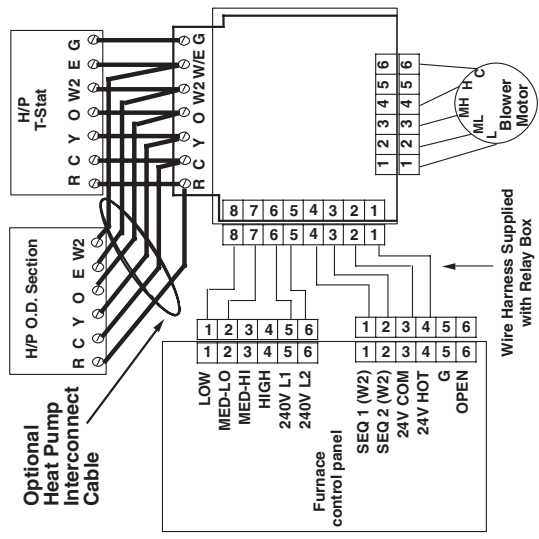 H/P
T-Stat
R C Y O W2 E G
H/P O.D. Section
R C Y O E W2
R C Y O W2 W/E G
Optional
Heat Pump
Interconnect
Cable
8 7 6 5 4 3 2 1
8 7 6 5 4 3 2 1
6 5 4 3 2 1
6 5 4 3 2 1
C
H
MH
ML
L
Blower
Motor
Wire Harness Supplied
with Relay Box
1 2 3 4 5 6
1 2 3 4 5 6
LOW
MED-LO
MED-HI
HIGH
240V L1
240V L2
1 2 3 4 5 6
1 2 3 4 5 6
SEQ 1 (W2)
SEQ 2 (W2)
24V COM
24V HOT
G
OPEN
Furnace
control panel